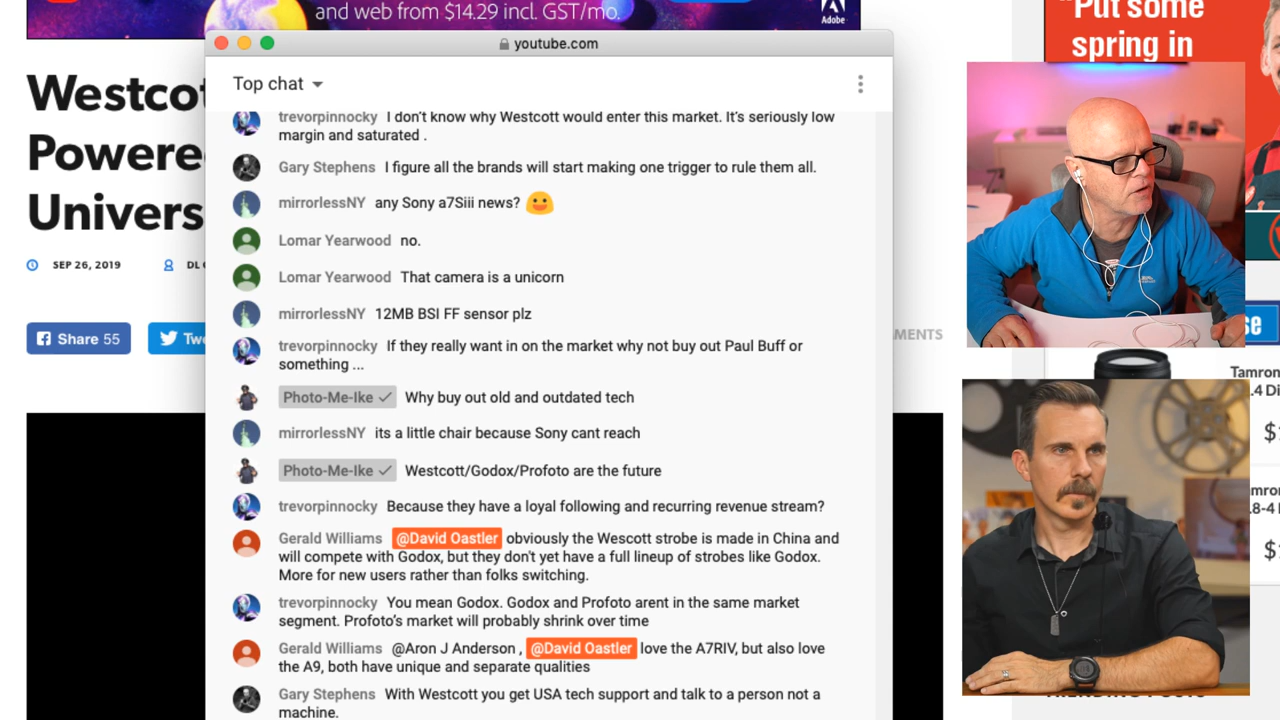 and web from $14.29 incl. GST/mo.
Adobe
"Put some
spring in
youtube.com
Top chat
Westcot
Powere
Univers
SEP 26, 2019
DL
Share 55
MENTS
trevorpinnocky I don't know why Westcott would enter this market. It's seriously low
margin and saturated .
Gary Stephens I figure all the brands will start making one trigger to rule them all.
mirrorlessNY any Sony a7Siii news? 😀
Lomar Yearwood no.
Lomar Yearwood That camera is a unicorn
mirrorlessNY 12MB BSI FF sensor plz
trevorpinnocky If they really want in on the market why not buy out Paul Buff or
something ...
Photo-Me-Ike ✓ Why buy out old and outdated tech
mirrorlessNY its a little chair because Sony cant reach
Photo-Me-Ike ✓ Westcott/Godox/Profoto are the future
trevorpinnocky Because they have a loyal following and recurring revenue stream?
Gerald Williams @David Oastler obviously the Wescott strobe is made in China and
will compete with Godox, but they don't yet have a full lineup of strobes like Godox.
More for new users rather than folks switching.
trevorpinnocky You mean Godox. Godox and Profoto arent in the same market
segment. Profoto's market will probably shrink over time
Gerald Williams @Aron J Anderson , @David Oastler love the A7RIV, but also love
the A9, both have unique and separate qualities
Gary Stephens With Westcott you get USA tech support and talk to a person not a
machine.
Tamron
.4 Di
$
.8-4
$